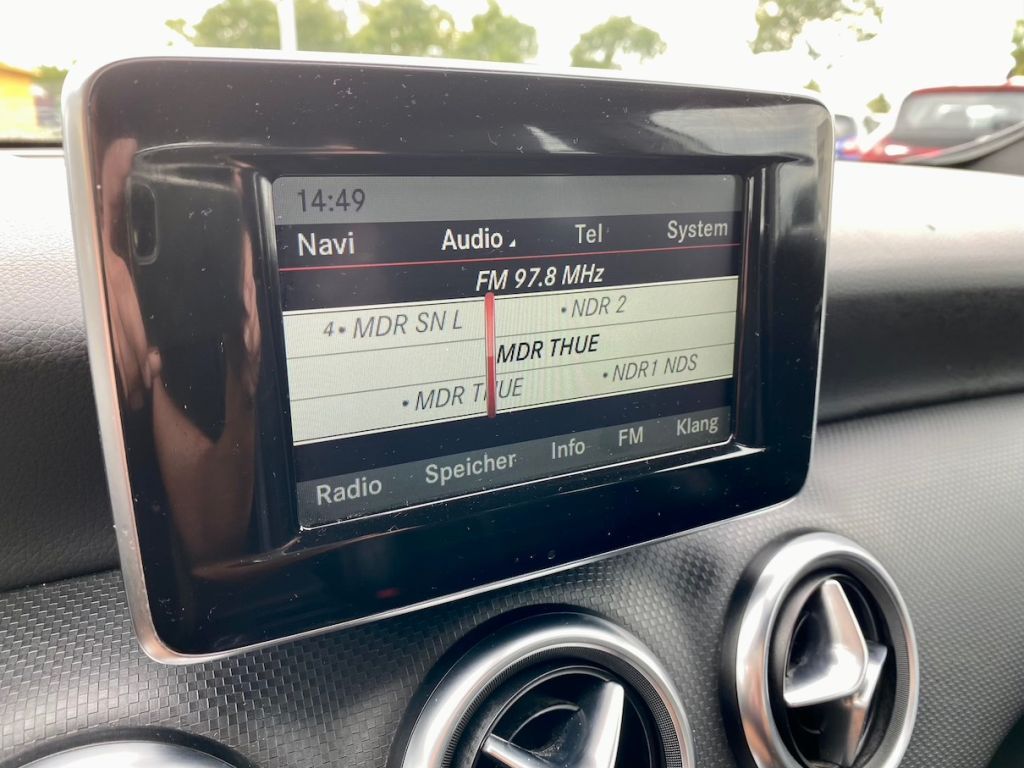 14:49
Navi Audio Tel System
FM 97.8 MHz
4• MDR SN L •NDR 2
MDR THUE
•MDR THUE •NDR1 NDS
Radio Speicher Info FM Klang